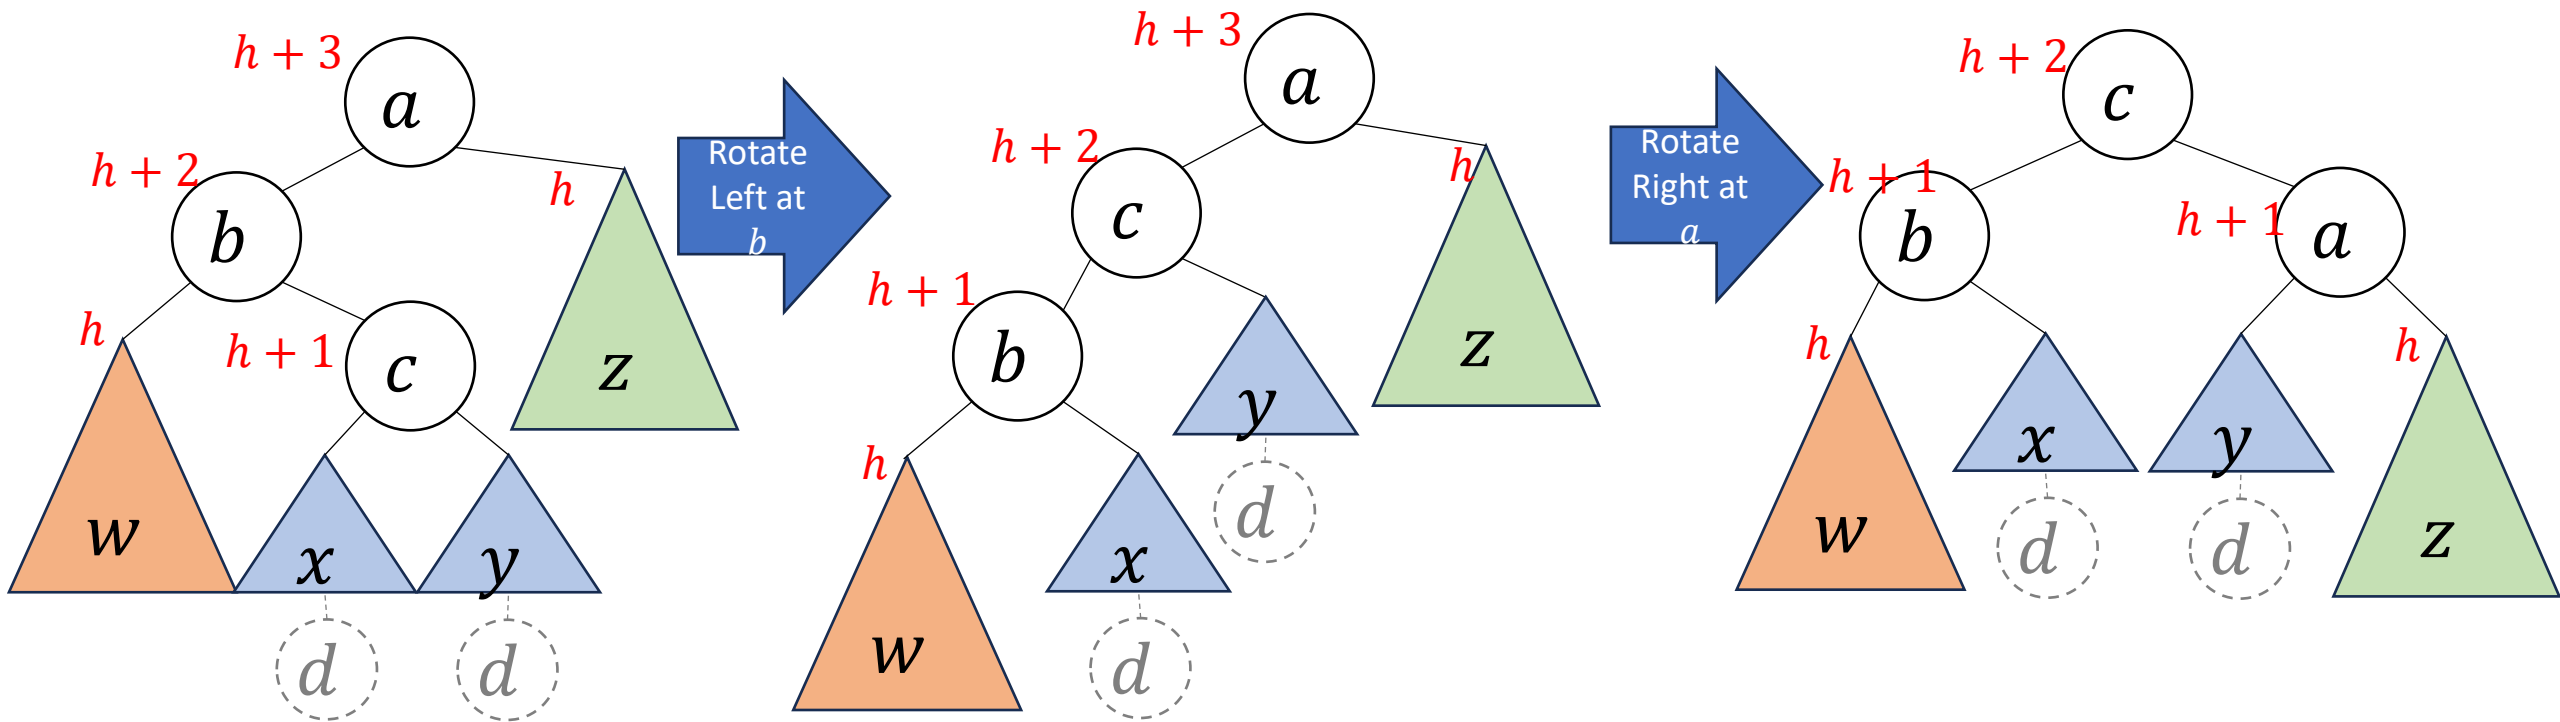 h + 3
a
h + 2
b
h
z
h
h + 1
c
w
x
y
d
d
Rotate
Left at
b
h + 3
a
h + 2
c
h
z
h + 1
b
y
d
h
w
x
d
Rotate
Right at
a
h + 2
c
h + 1
b
h + 1
a
h
w
x
d
y
d
h
z